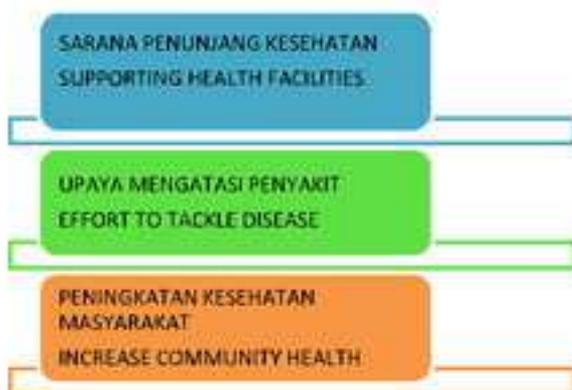 SARANA PENUNJANG KESEHATAN
SUPPORTING HEALTH FACILITIES
UPAYA MENGATASI PENYAKIT
EFFORT TO TACKLE DISEASE
PENINGKATAN KESEHATAN
MASYARAKAT
INCREASE COMMUNITY HEALTH